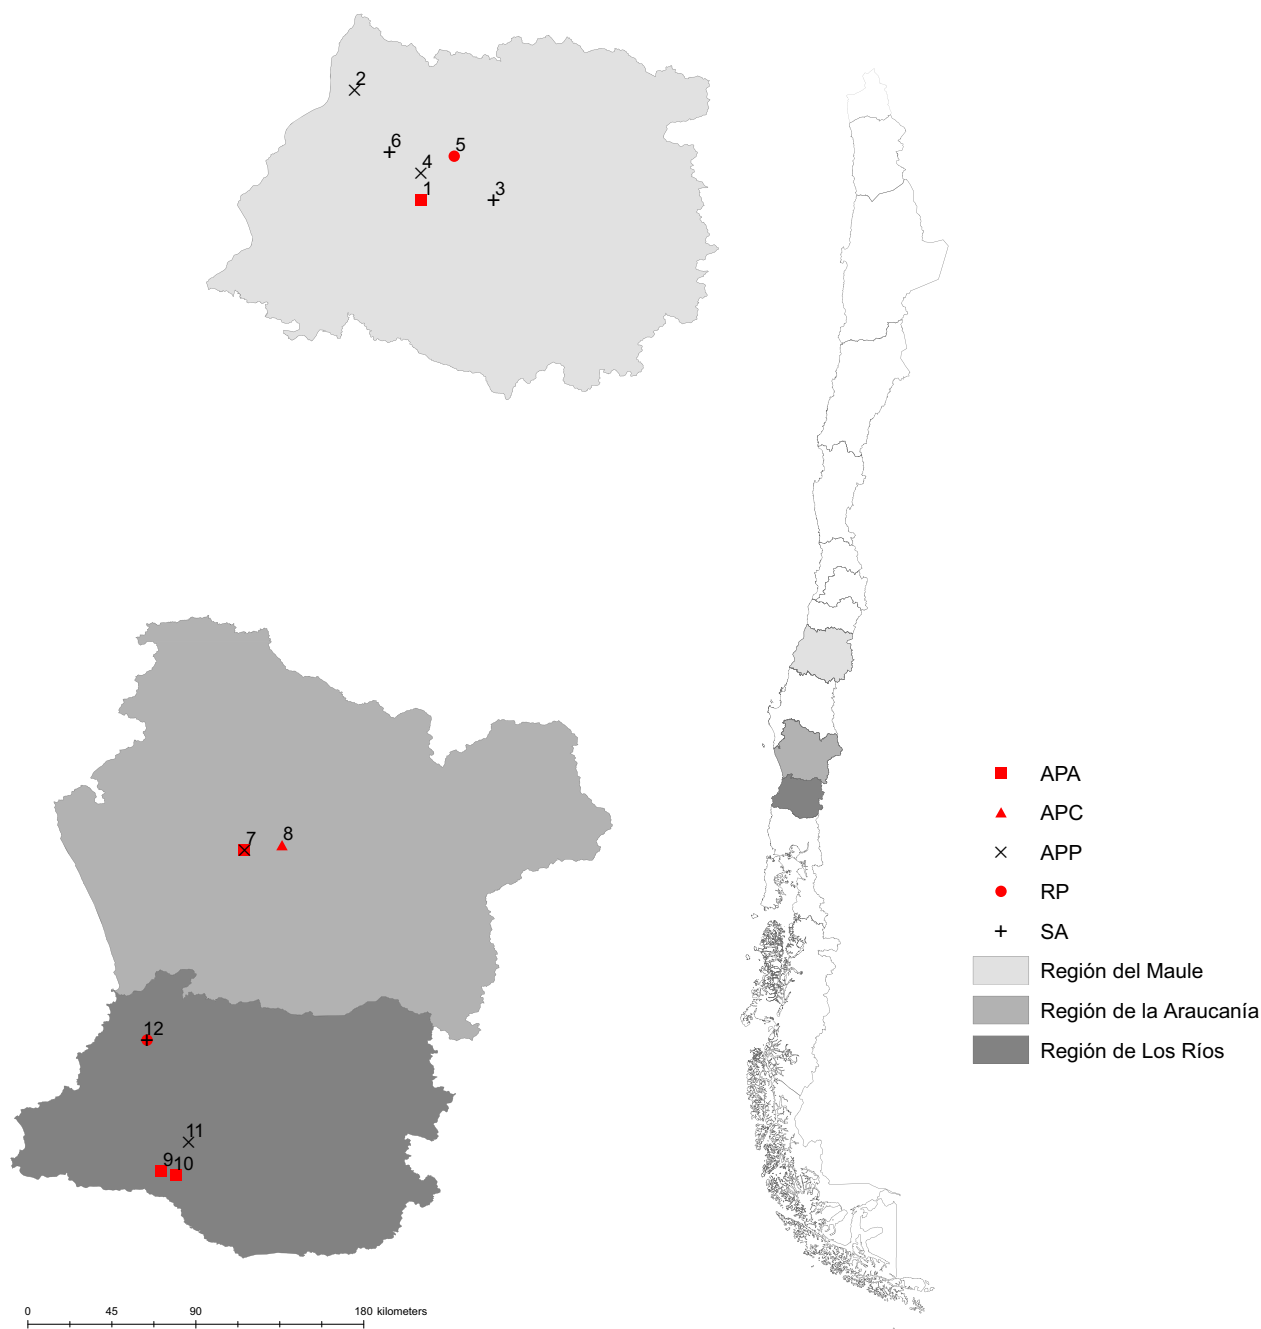 2
6
5
4
1
3
7
8
12
11
9
10
APA
APC
APP
RP
SA
Región del Maule
Región de la Araucanía
Región de Los Ríos
0 45 90 180 kilometers